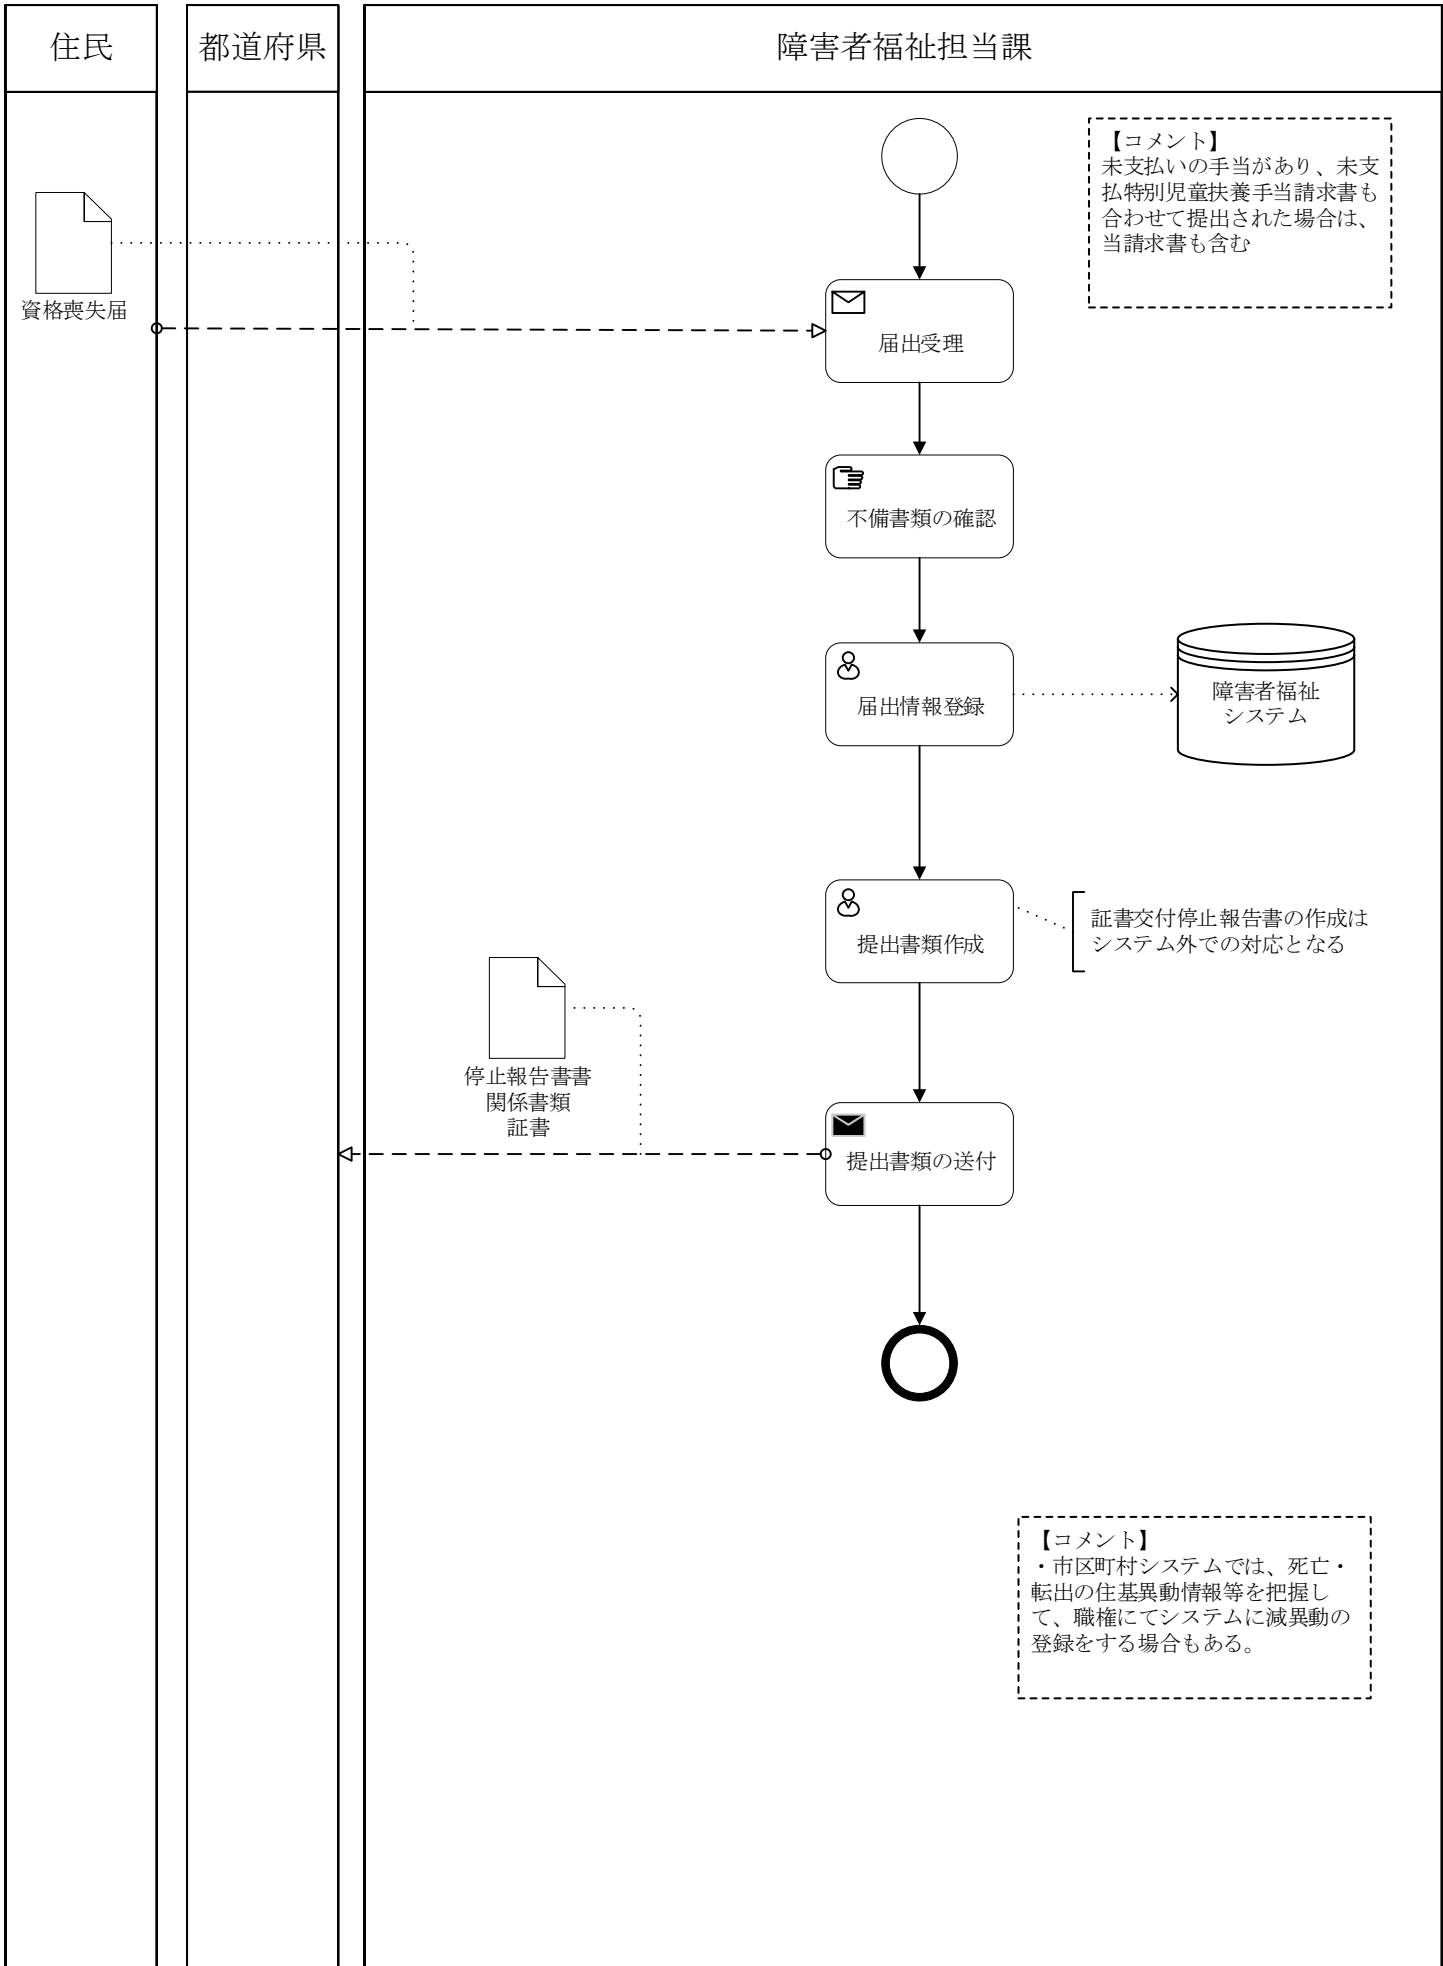 住民
都道府県
障害者福祉担当課
【コメント】
未支払いの手当があり、未支
払特別児童扶養手当請求書も
合わせて提出された場合は、
当請求書も含む
資格喪失届
届出受理
不備書類の確認
届出情報登録
障害者福祉
システム
提出書類作成
証書交付停止報告書の作成は
システム外での対応となる
停止報告書書
関係書類
証書
提出書類の送付
【コメント】
・市区町村システムでは、死亡・
転出の住基異動情報等を把握し
て、職権にてシステムに減異動の
登録をする場合もある。